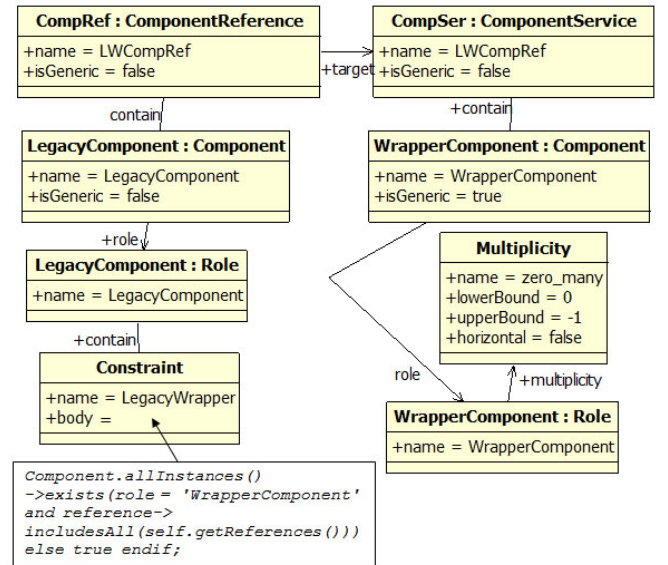 CompRef : ComponentReference
+name = LWCompRef
+isGeneric = false
+target
CompSer : ComponentService
+name = LWCompRef
+isGeneric = false
contain
+contain
LegacyComponent : Component
+name = LegacyComponent
+isGeneric = false
WrapperComponent : Component
+name = WrapperComponent
+isGeneric = true
+role
LegacyComponent : Role
+name = LegacyComponent
Multiplicity
+name = zero_many
+lowerBound = 0
+upperBound = -1
+horizontal = false
+contain
Constraint
+name = LegacyWrapper
+body =
role
+multiplicity
WrapperComponent : Role
+name = WrapperComponent
Component.allInstances()
->exists(role = 'WrapperComponent'
and reference->
includesAll(self.getReferences()))
else true endif;